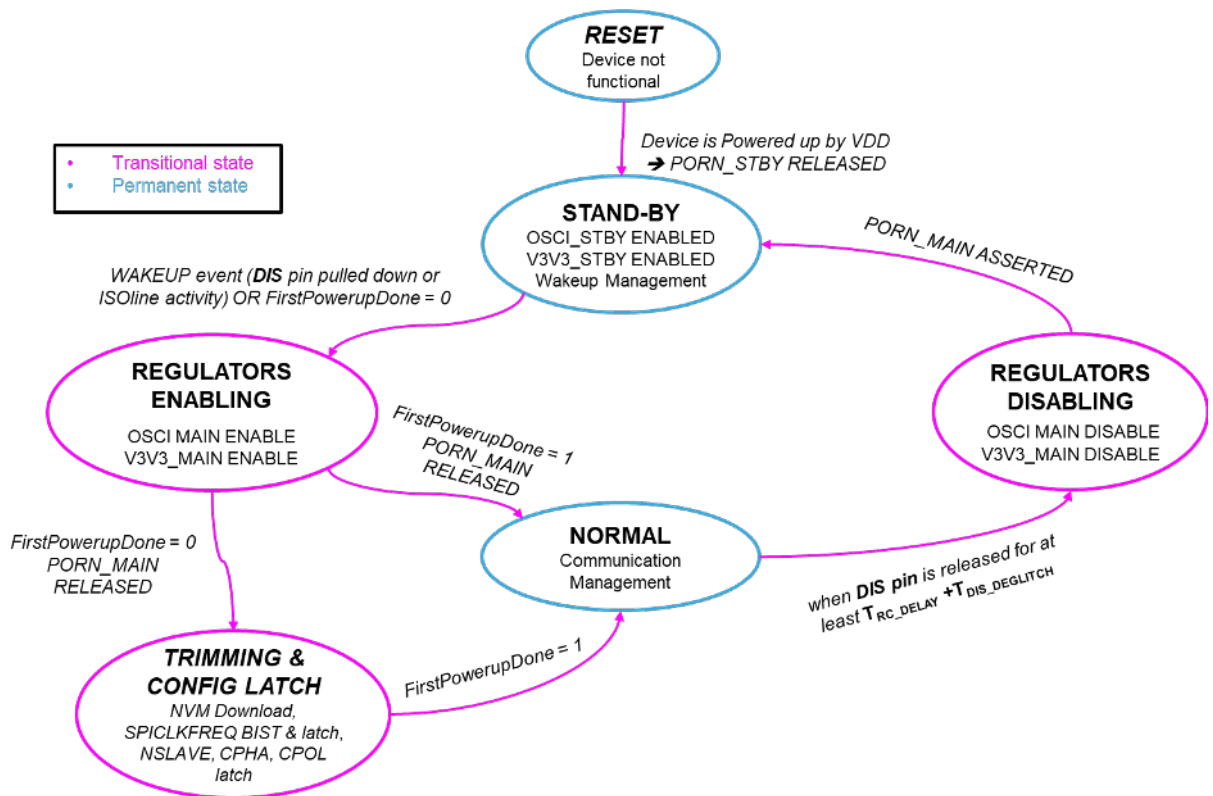 RESET
Device not
functional
Device is Powered up by VDD
➔ PORN_STBY RELEASED
• Transitional state
• Permanent state
STAND-BY
OSCI_STBY ENABLED
V3V3_STBY ENABLED
Wakeup Management
PORN_MAIN ASSERTED
WAKEUP event (DIS pin pulled down or
ISOline activity) OR FirstPowerupDone = 0
REGULATORS
ENABLING
OSCI MAIN ENABLE
V3V3_MAIN ENABLE
REGULATORS
DISABLING
OSCI MAIN DISABLE
V3V3_MAIN DISABLE
FirstPowerupDone = 1
PORN_MAIN
RELEASED
FirstPowerupDone = 0
PORN_MAIN
RELEASED
NORMAL
Communication
Management
when DIS pin is released for at
least TRC_DELAY +TDIS_DEGLITCH
TRIMMING &
CONFIG LATCH
NVM Download,
SPICLKFREQ BIST & latch,
NSLAVE, CPHA, CPOL
latch
FirstPowerupDone = 1